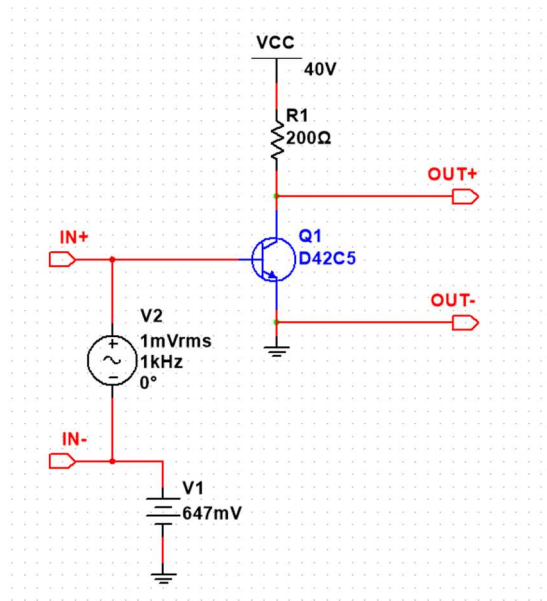 VCC
40V
R1
200Ω
OUT+
IN+
Q1
D42C5
OUT-
V2
1mVrms
1kHz
0°
IN-
V1
647mV